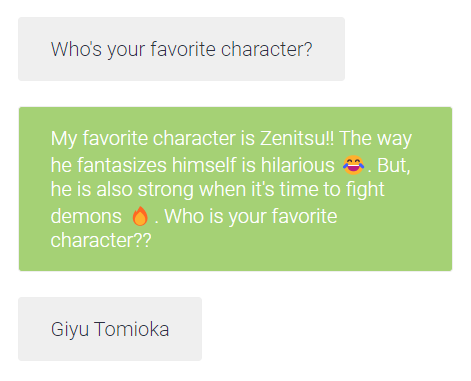 Who's your favorite character?
My favorite character is Zenitsu!! The way
he fantasizes himself is hilarious 😂. But,
he is also strong when it's time to fight
demons 🔥. Who is your favorite
character??
Giyu Tomioka